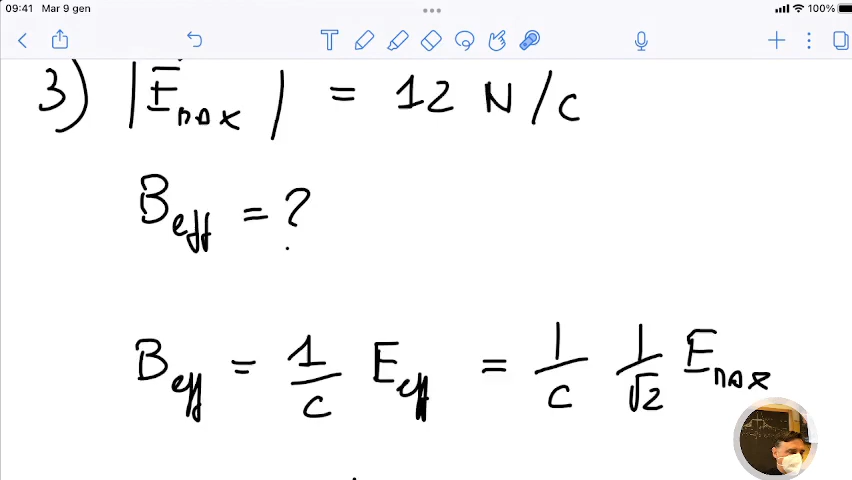 09:41 Mar 9 gen 100%
3) |E_max| = 12 N/C
B_eff = ?
B_eff = 1/c E_eff = 1/c 1/√2 E_max